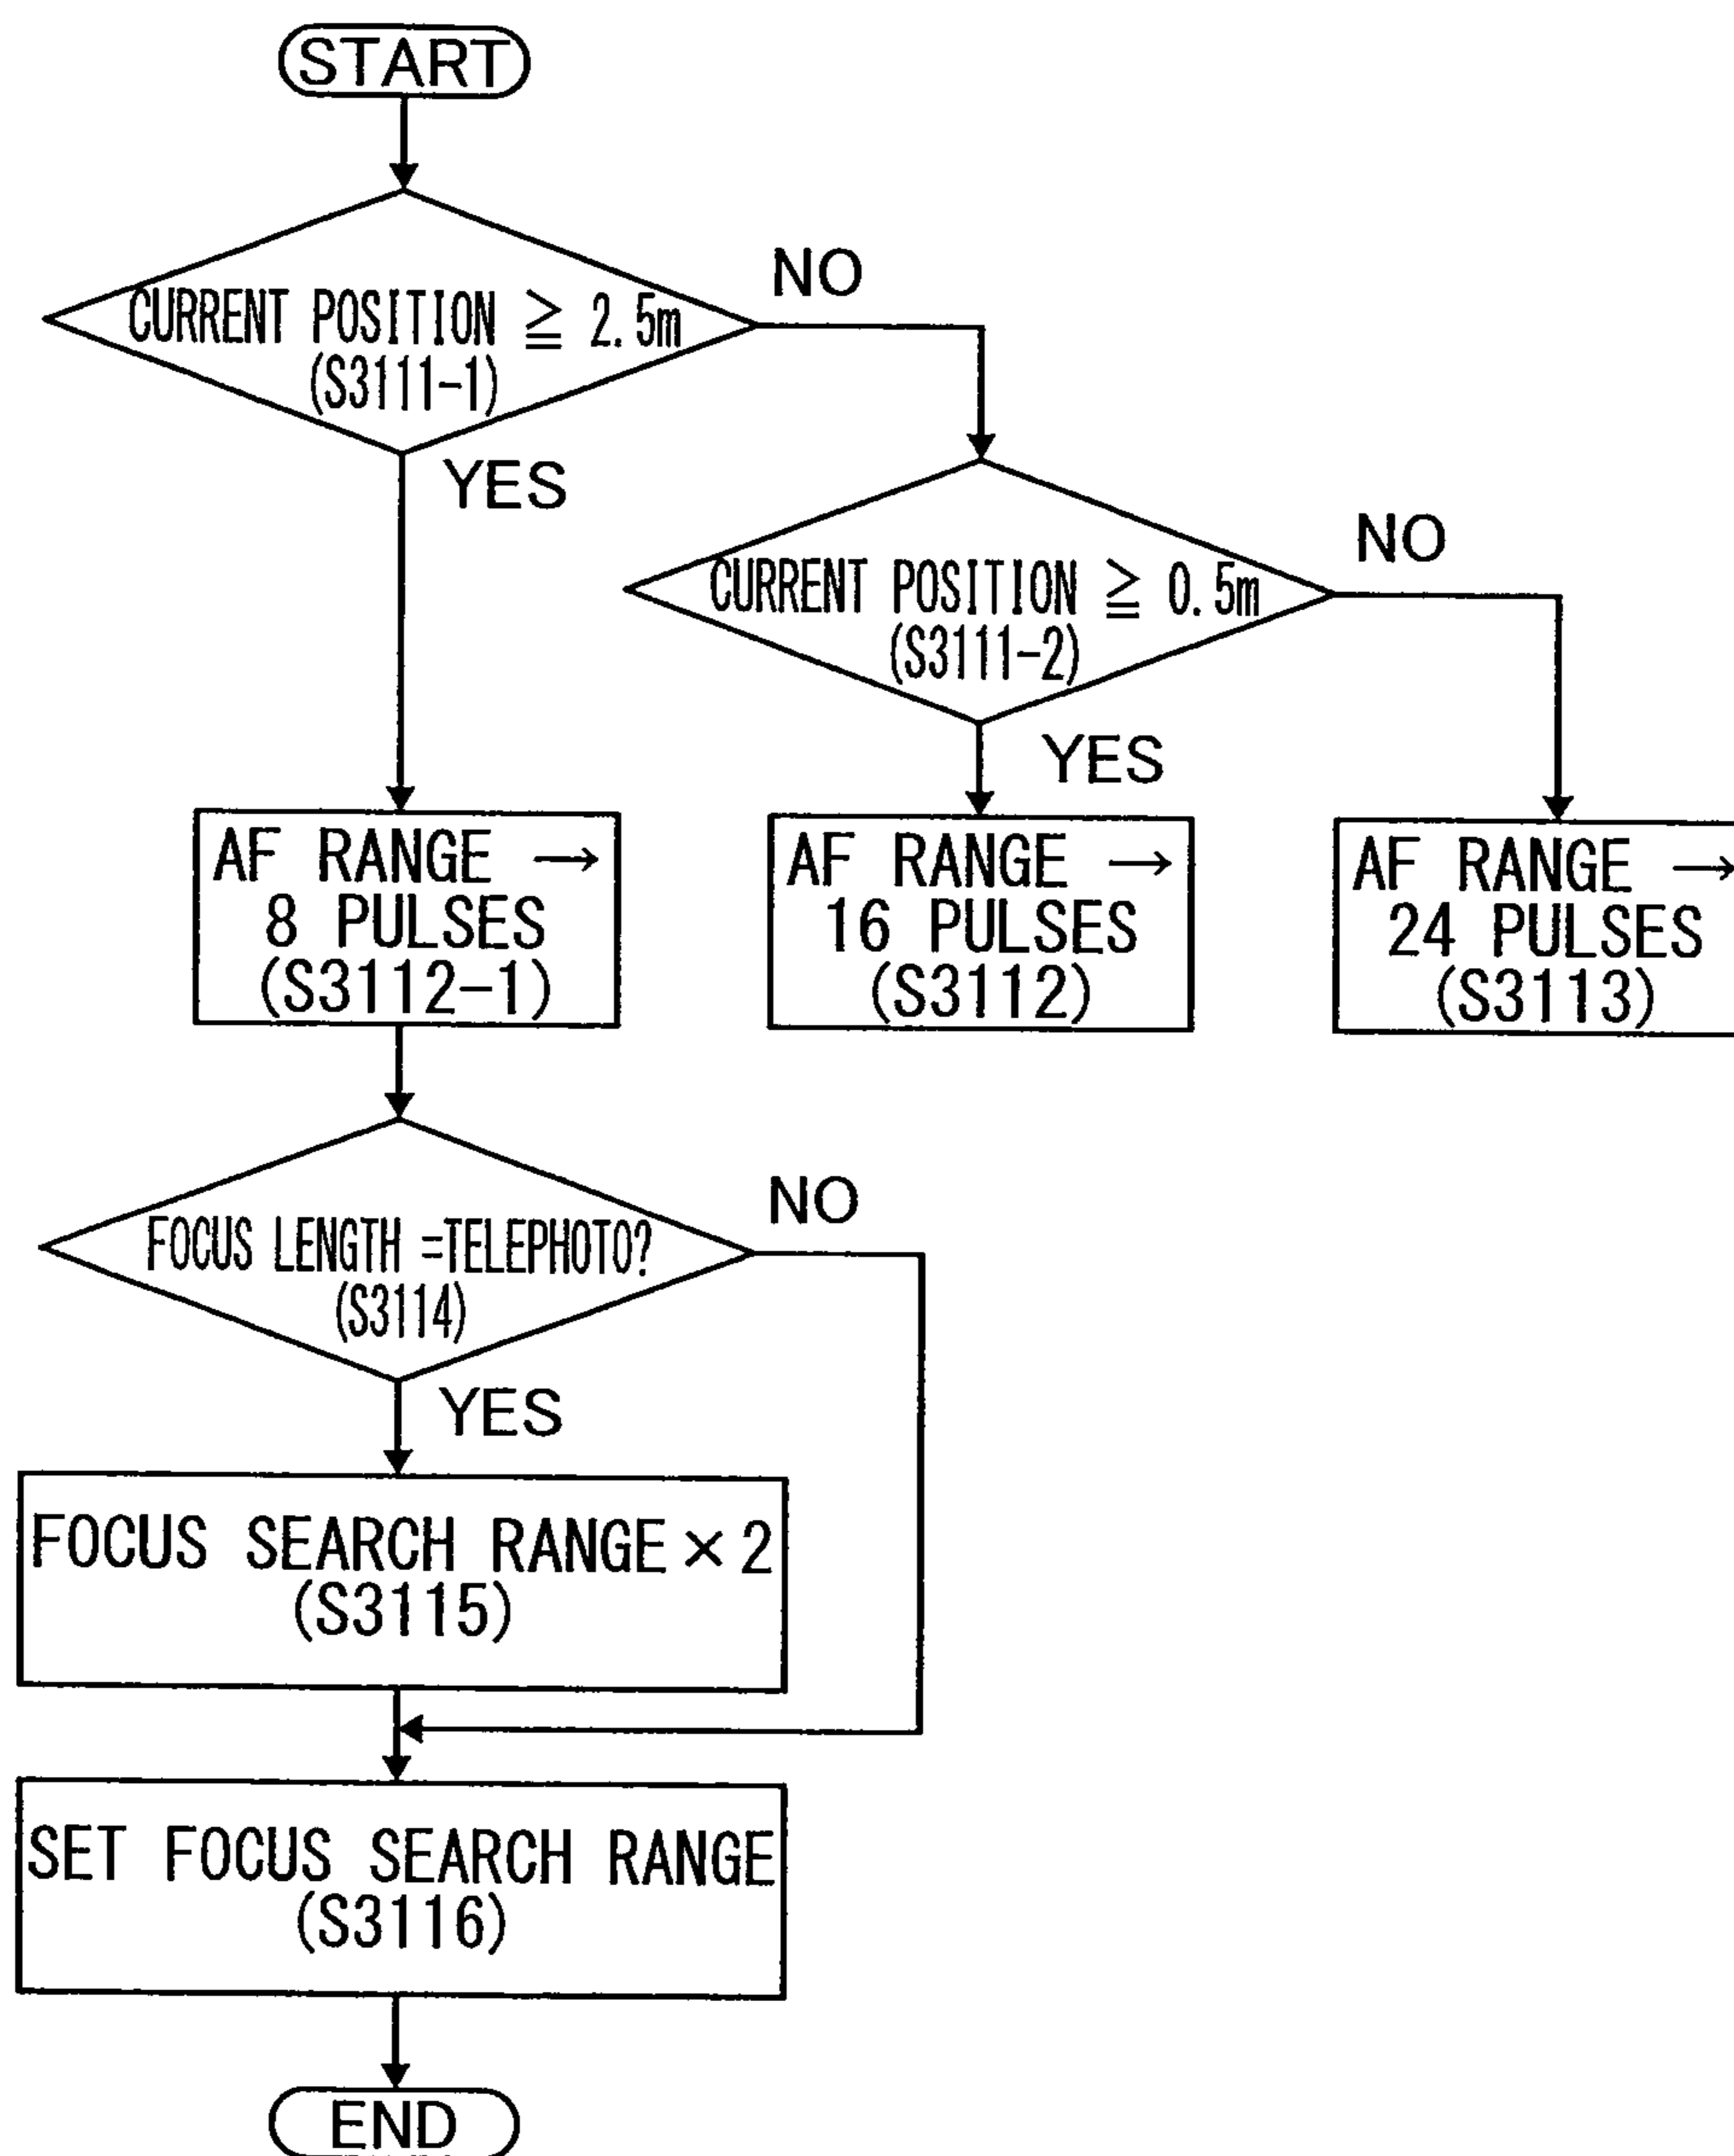 START
CURRENT POSITION ≧ 2.5m
(S3111-1)
NO
YES
CURRENT POSITION ≧ 0.5m
(S3111-2)
NO
YES
AF RANGE →
8 PULSES
(S3112-1)
AF RANGE →
16 PULSES
(S3112)
AF RANGE →
24 PULSES
(S3113)
FOCUS LENGTH =TELEPHOTO?
(S3114)
NO
YES
FOCUS SEARCH RANGE × 2
(S3115)
SET FOCUS SEARCH RANGE
(S3116)
END